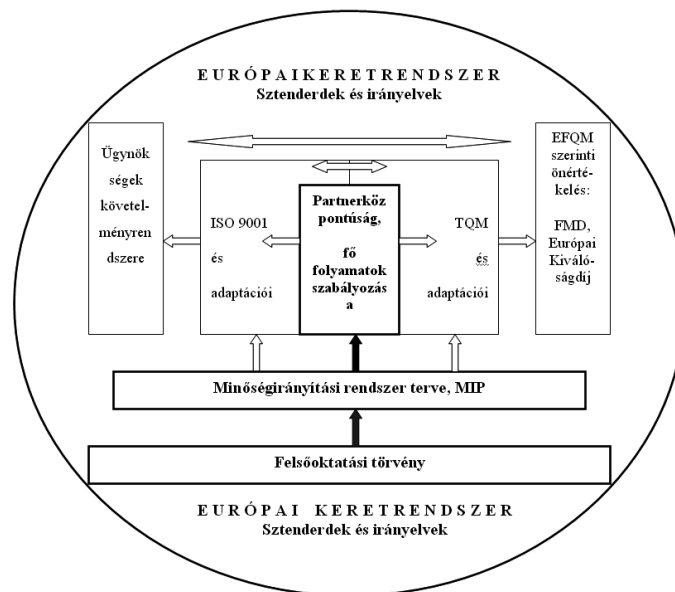 E U R Ó P A I K E R E T R E N D S Z E R
Sztenderdek és irányelvek
Ügynök
ségek
követel-
ményren
dszere
ISO 9001
és
adaptációi
Partnerköz
pontúság,
fő
folyamatok
szabályozás
a
TQM
és
adaptációi
EFQM
szerinti
önérté-
kelés:
FMD,
Európai
Kiváló-
ságdíj
Minőségirányítási rendszer terve, MIP
Felsőoktatási törvény
E U R Ó P A I   K E R E T R E N D S Z E R
Sztenderdek és irányelvek